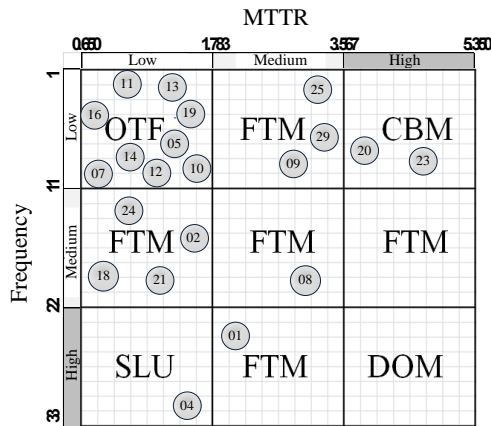 MTTR
0.660 1.783 3.557 5.350
Low Medium High
1
11 13 25
16 19
OTF FTM CBM
Low
05 29 20
14 09 23
07 12 10
11
24
FTM FTM FTM
02
Medium
Frequency
18 21 08
22
01
SLU FTM DOM
High
04
33